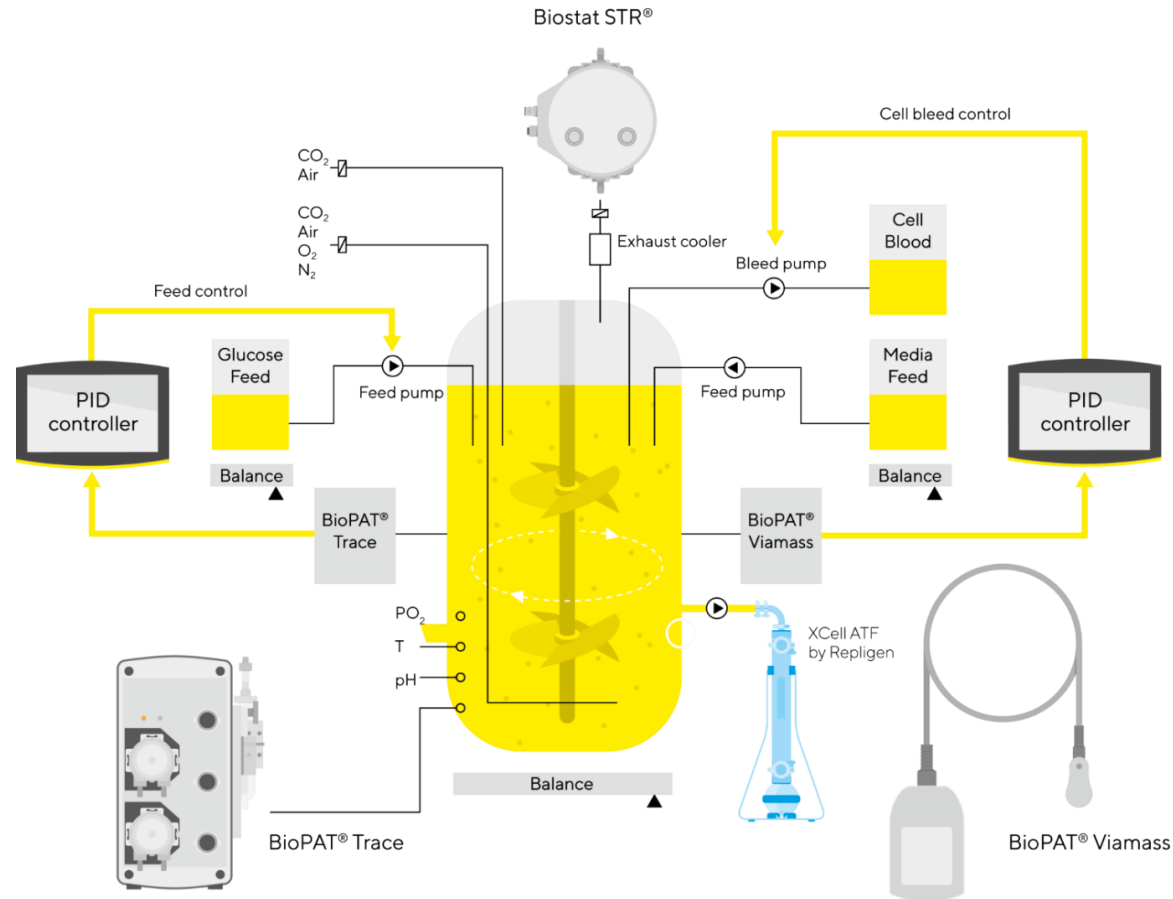 Biostat STR®
Cell bleed control
CO₂
Air
CO₂
Air
O₂
N₂
Exhaust cooler
Cell
Blood
Bleed pump
Feed control
Glucose
Feed
Feed pump
Feed pump
Media
Feed
PID
controller
PID
controller
Balance
Balance
BioPAT®
Trace
BioPAT®
Viamass
PO₂
T
pH
XCell ATF
by Repligen
Balance
BioPAT® Trace
BioPAT® Viamass